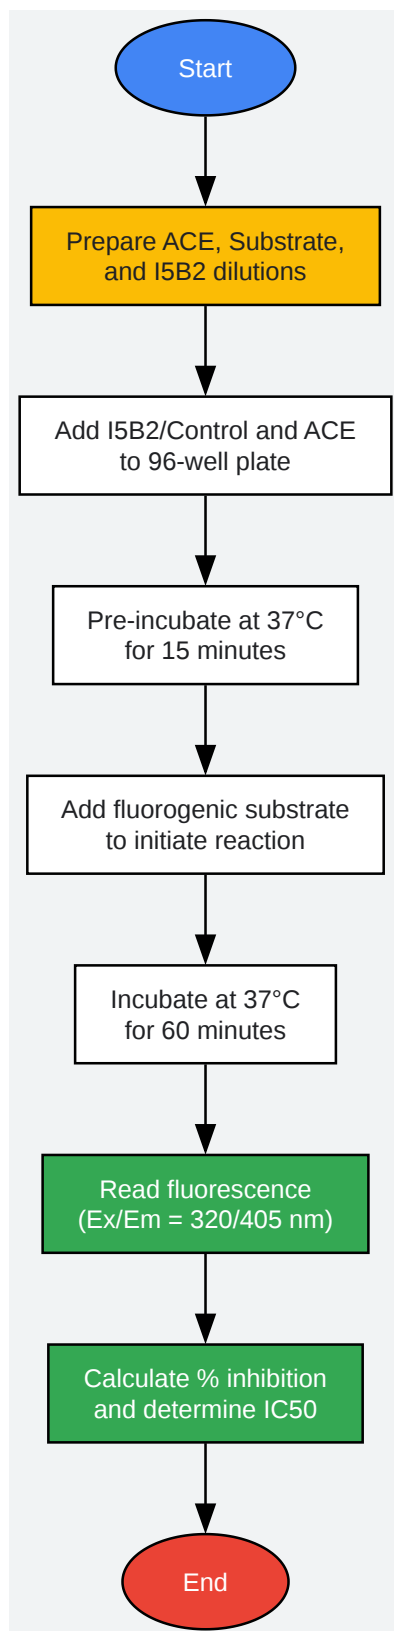 Start
Prepare ACE, Substrate,
and I5B2 dilutions
Add I5B2/Control and ACE
to 96-well plate
Pre-incubate at 37°C
for 15 minutes
Add fluorogenic substrate
to initiate reaction
Incubate at 37°C
for 60 minutes
Read fluorescence
(Ex/Em = 320/405 nm)
Calculate % inhibition
and determine IC50
End